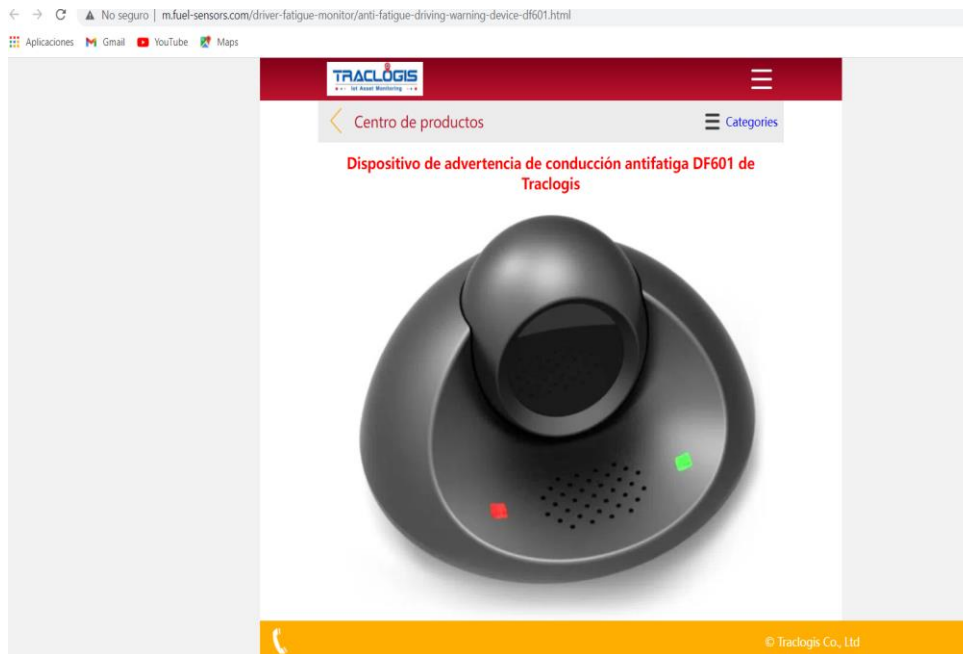 No seguro | m.fuel-sensors.com/driver-fatigue-monitor/anti-fatigue-driving-warning-device-df601.html
Aplicaciones Gmail YouTube Maps
TRACLOGIS
Iot Asset Monitoring
Centro de productos Categories
Dispositivo de advertencia de conducción antifatiga DF601 de
Traclogis
© Traclogis Co., Ltd